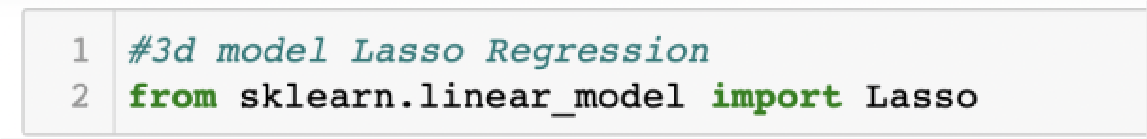 1 #3d model Lasso Regression
2 from sklearn.linear_model import Lasso